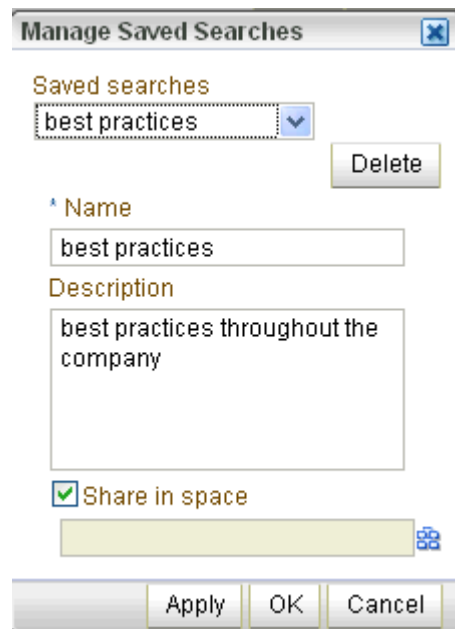 Manage Saved Searches
Saved searches
best practices
Delete
* Name
best practices
Description
best practices throughout the
company
Share in space
Apply OK Cancel